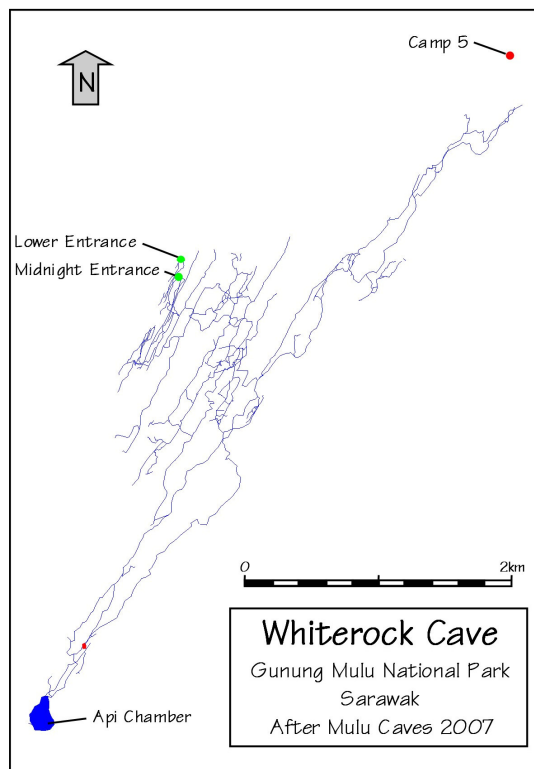 Camp 5
N
Lower Entrance
Midnight Entrance
0
2km
Whiterock Cave
Gunung Mulu National Park
Sarawak
After Mulu Caves 2007
Api Chamber